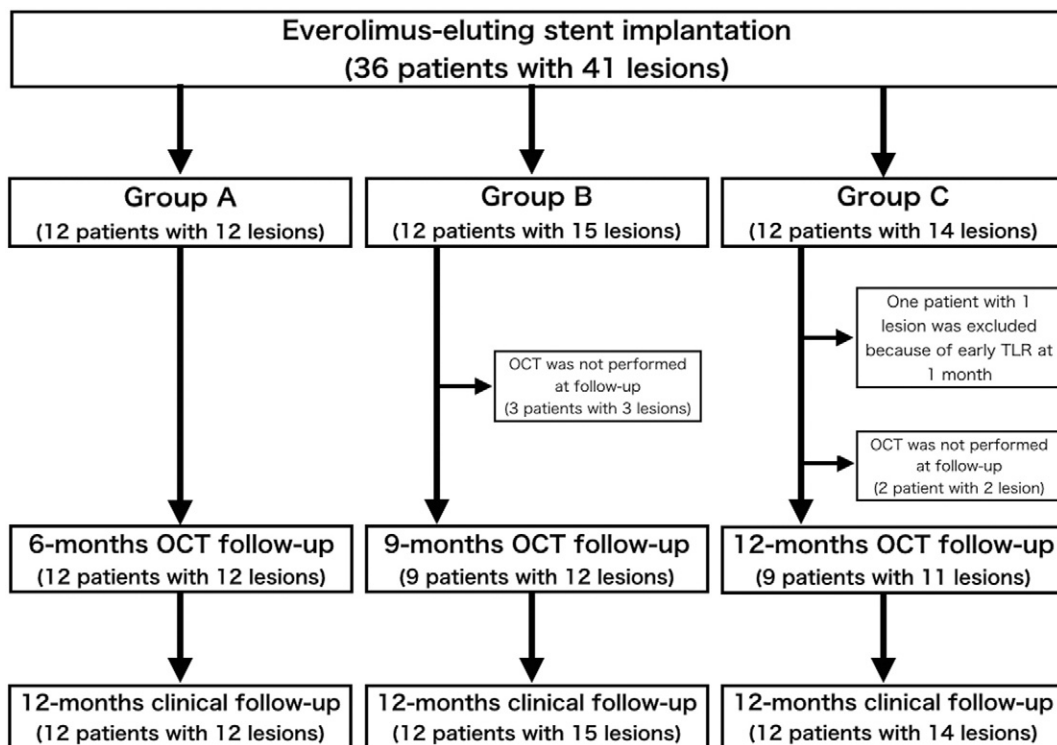 Everolimus-eluting stent implantation
(36 patients with 41 lesions)
Group A
(12 patients with 12 lesions)
Group B
(12 patients with 15 lesions)
Group C
(12 patients with 14 lesions)
One patient with 1
lesion was excluded
because of early TLR at
1 month
OCT was not performed
at follow-up
(3 patients with 3 lesions)
OCT was not performed
at follow-up
(2 patient with 2 lesion)
6-months OCT follow-up
(12 patients with 12 lesions)
9-months OCT follow-up
(9 patients with 12 lesions)
12-months OCT follow-up
(9 patients with 11 lesions)
12-months clinical follow-up
(12 patients with 12 lesions)
12-months clinical follow-up
(12 patients with 15 lesions)
12-months clinical follow-up
(12 patients with 14 lesions)